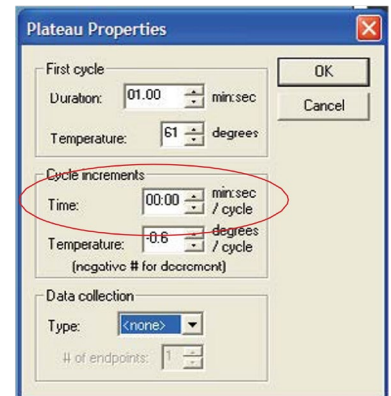 Plateau Properties
First cycle
Duration: 01.00 min:sec
Temperature: 61 degrees
OK
Cancel
Cycle increments
Time: 00:00 min:sec / cycle
Temperature: -0.6 degrees / cycle
(negative # for decrement)
Data collection
Type: <none>
# of endpoints: 1